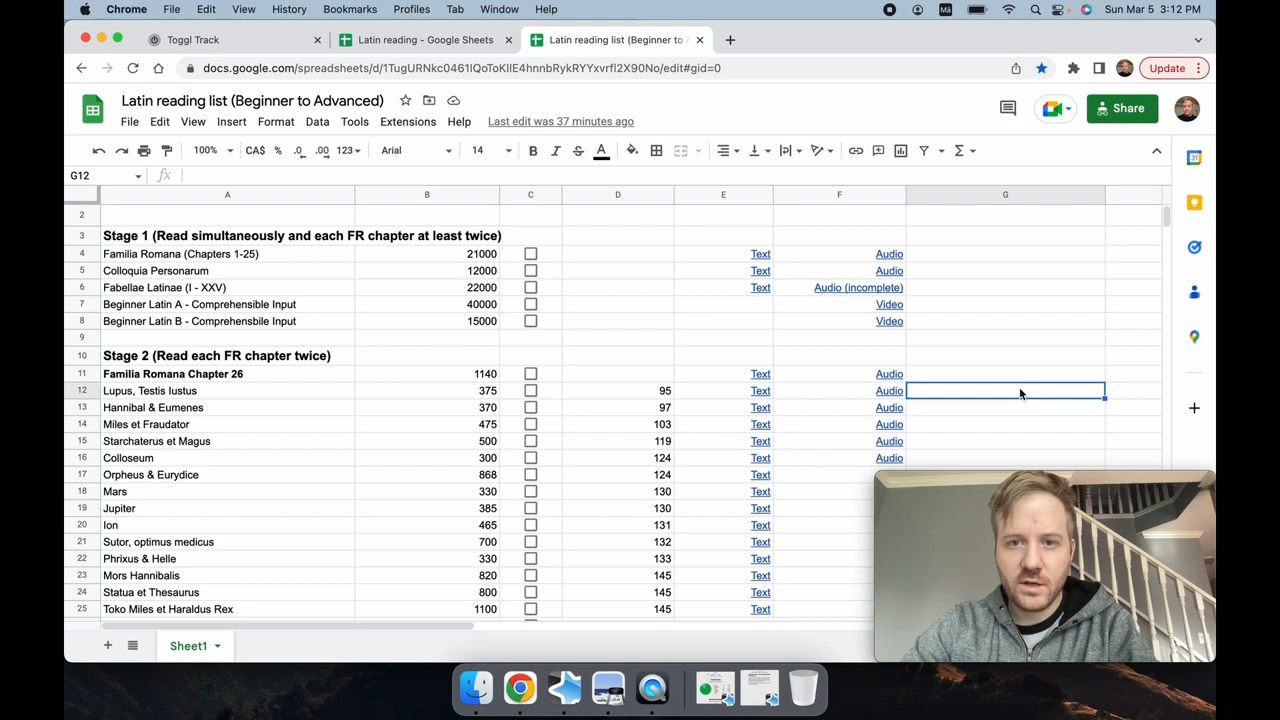 Chrome File Edit View History Bookmarks Profiles Tab Window Help Sun Mar 5 3:12 PM
Toggl Track Latin reading - Google Sheets Latin reading list (Beginner to A
docs.google.com/spreadsheets/d/1TugURNkc0461IQoToKIlE4hnnbRykRYYxvrfI2X90No/edit#gid=0 Update
Latin reading list (Beginner to Advanced) Share
File Edit View Insert Format Data Tools Extensions Help Last edit was 37 minutes ago
100% CA$ % .0 .00 123 Arial 14 B I S A
G12 fx
A B C D E F G
2
3 Stage 1 (Read simultaneously and each FR chapter at least twice)
4 Familia Romana (Chapters 1-25) 21000 Text Audio
5 Colloquia Personarum 12000 Text Audio
6 Fabellae Latinae (I - XXV) 22000 Text Audio (incomplete)
7 Beginner Latin A - Comprehensible Input 40000 Video
8 Beginner Latin B - Comprehensbile Input 15000 Video
9
10 Stage 2 (Read each FR chapter twice)
11 Familia Romana Chapter 26 1140 Text Audio
12 Lupus, Testis Iustus 375 95 Text Audio
13 Hannibal & Eumenes 370 97 Text Audio
14 Miles et Fraudator 475 103 Text Audio
15 Starchaterus et Magus 500 119 Text Audio
16 Colloseum 300 124 Text Audio
17 Orpheus & Eurydice 868 124 Text
18 Mars 330 130 Text
19 Jupiter 385 130 Text
20 Ion 465 131 Text
21 Sutor, optimus medicus 700 132 Text
22 Phrixus & Helle 330 133 Text
23 Mors Hannibalis 820 145 Text
24 Statua et Thesaurus 800 145 Text
25 Toko Miles et Haraldus Rex 1100 145 Text
Sheet1